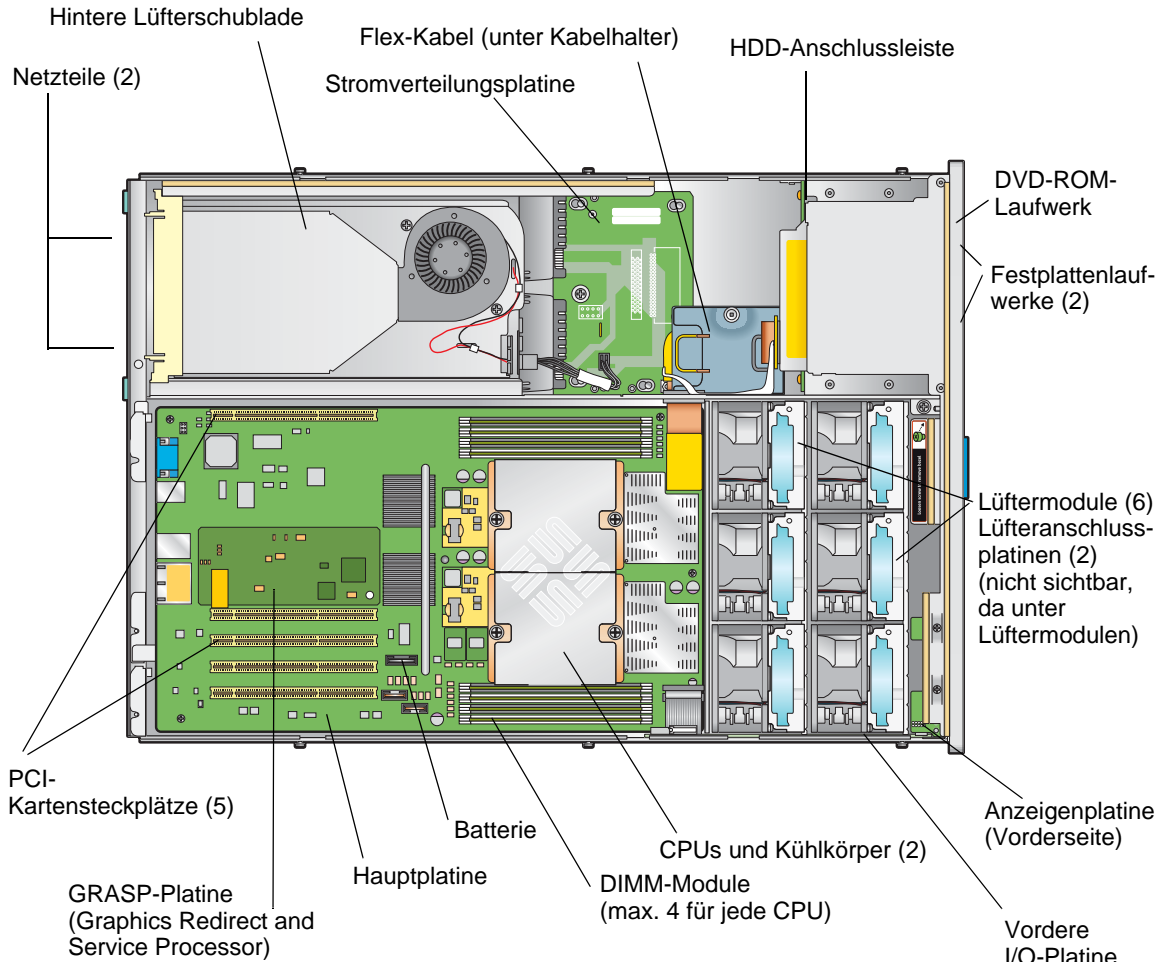 Hintere Lüfterschublade
Flex-Kabel (unter Kabelhalter)
HDD-Anschlussleiste
Netzteile (2)
Stromverteilungsplatine
DVD-ROM-
Laufwerk
Festplattenlauf-
werke (2)
Lüftermodule (6)
Lüfteranschluss-
platinen (2)
(nicht sichtbar,
da unter
Lüftermodulen)
SUN
PCI-
Kartensteckplätze (5)
Batterie
Hauptplatine
CPUs und Kühlkörper (2)
Anzeigenplatine
(Vorderseite)
GRASP-Platine
(Graphics Redirect and
Service Processor)
DIMM-Module
(max. 4 für jede CPU)
Vordere
I/O-Platine